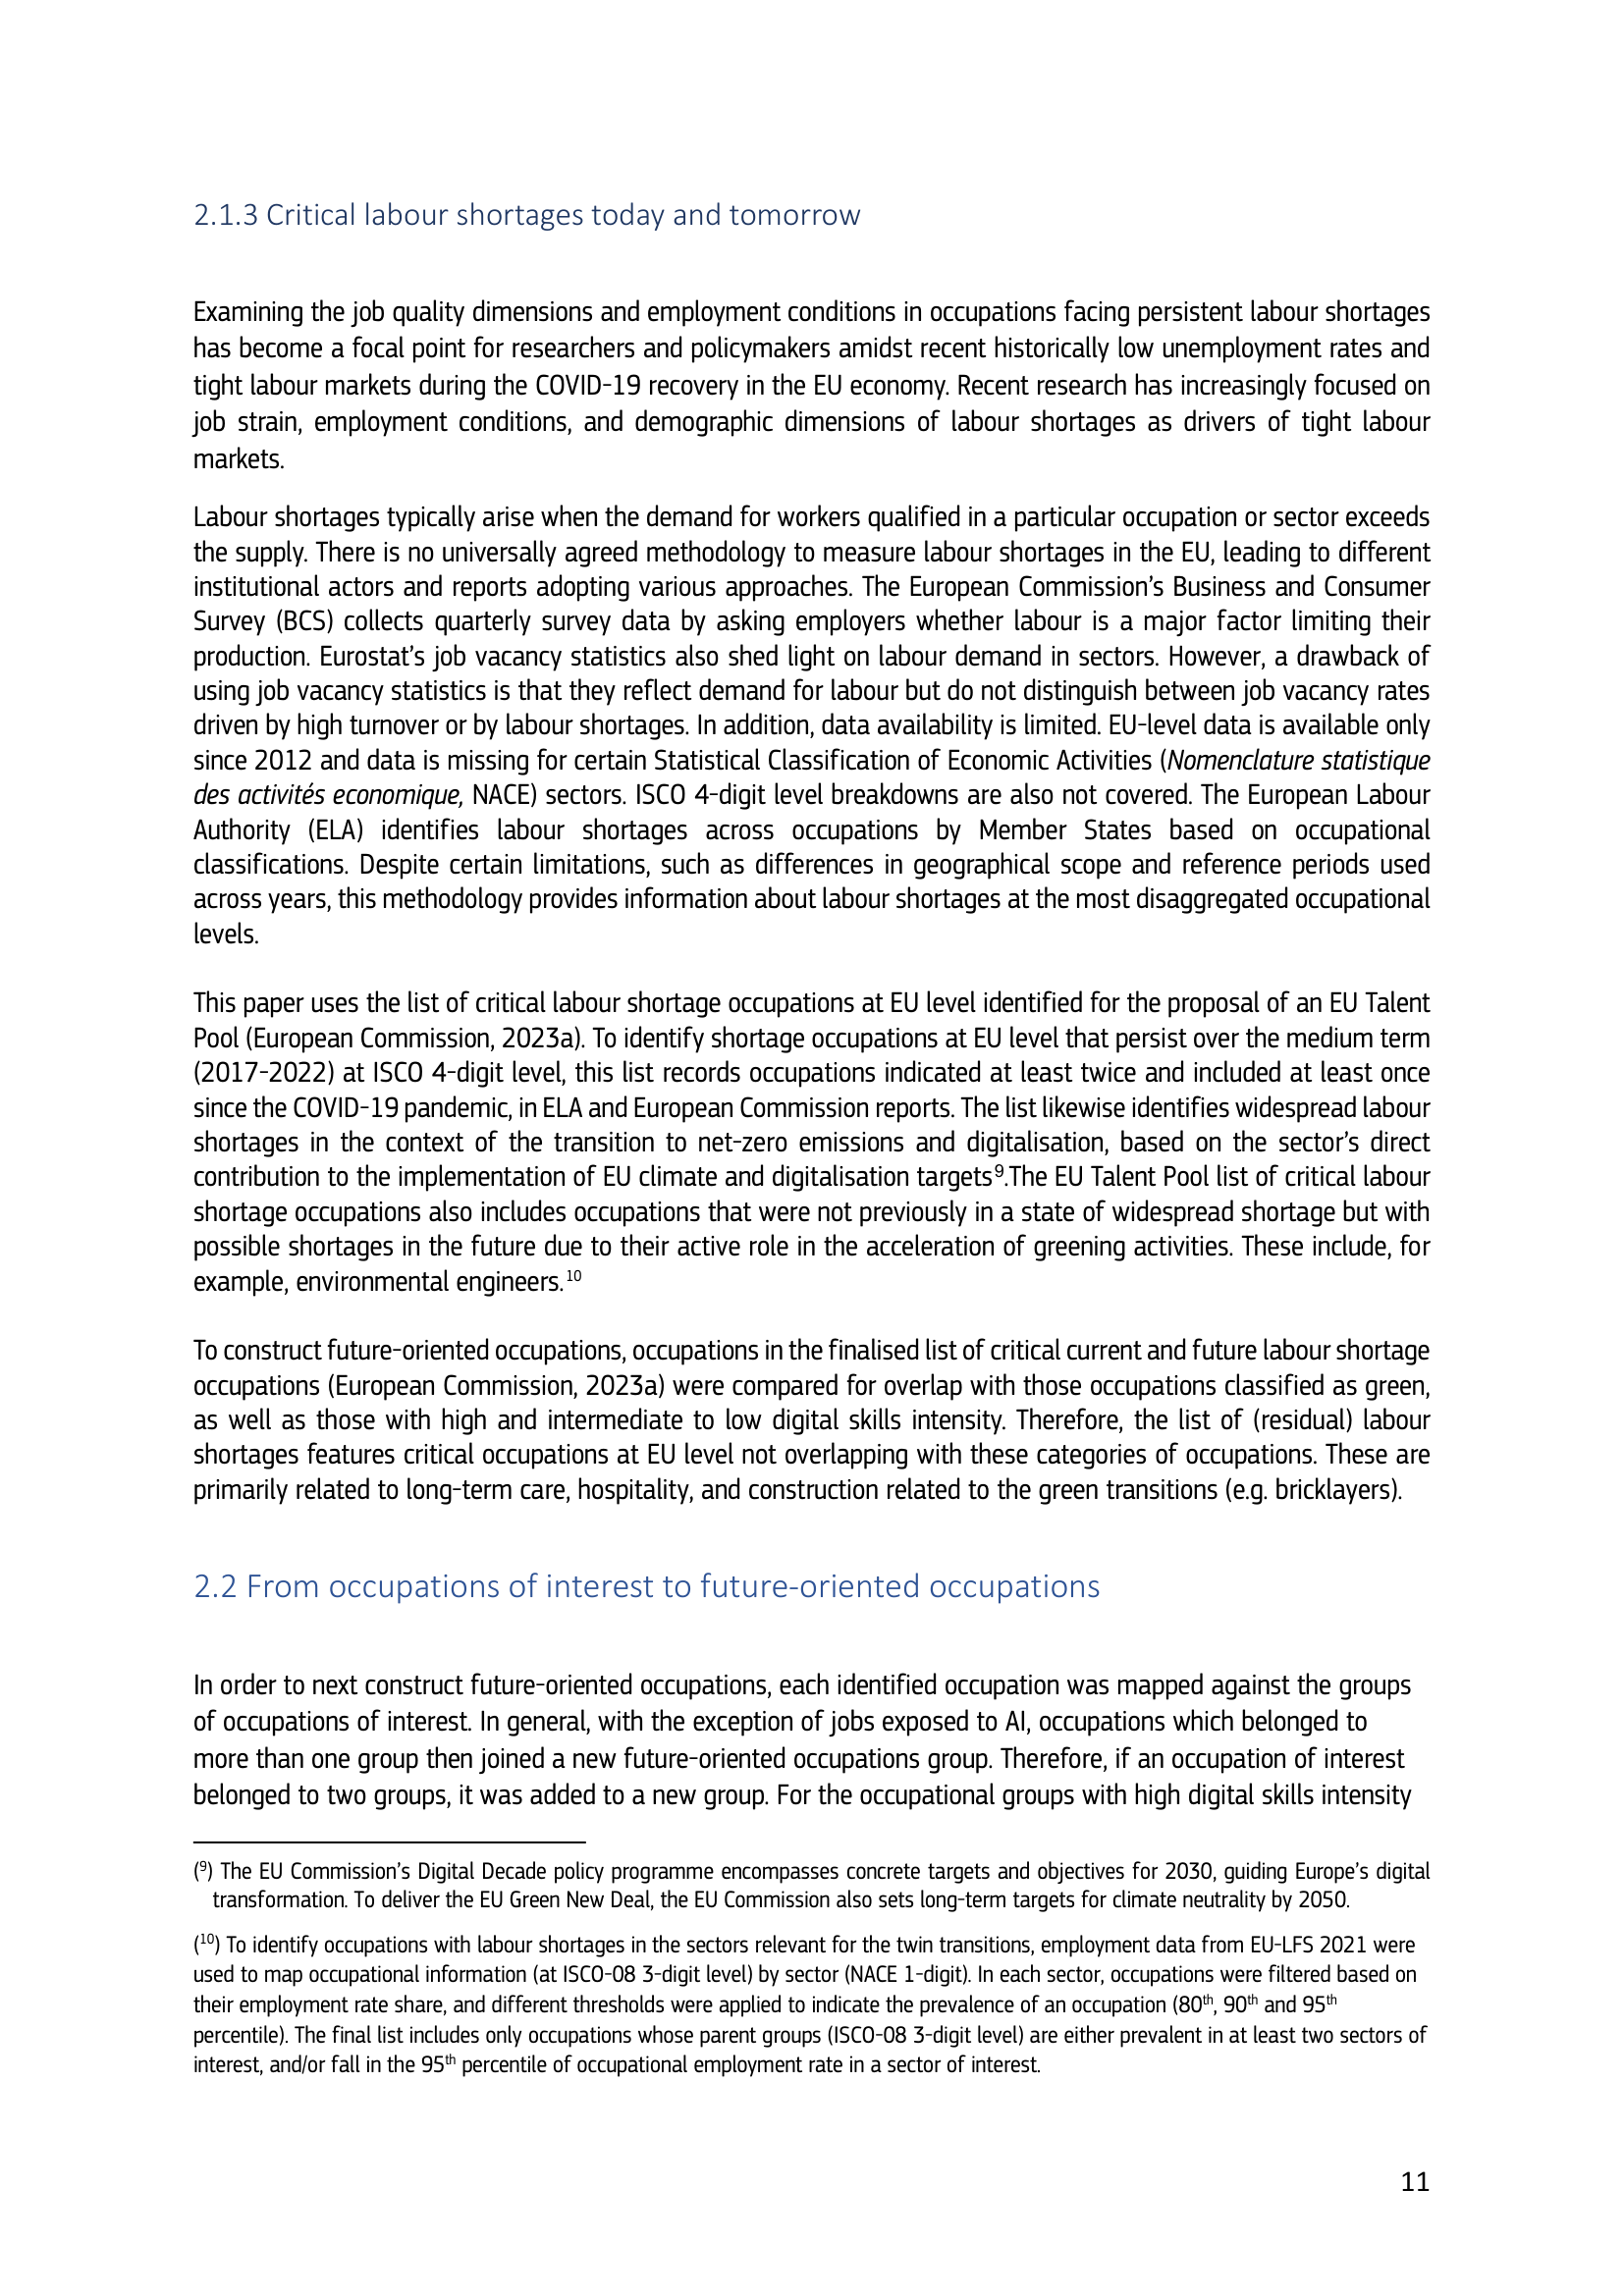 2.1.3 Critical labour shortages today and tomorrow
Examining the job quality dimensions and employment conditions in occupations facing persistent labour shortages
has become a focal point for researchers and policymakers amidst recent historically low unemployment rates and
tight labour markets during the COVID-19 recovery in the EU economy. Recent research has increasingly focused on
job strain, employment conditions, and demographic dimensions of labour shortages as drivers of tight labour
markets.
Labour shortages typically arise when the demand for workers qualified in a particular occupation or sector exceeds
the supply. There is no universally agreed methodology to measure labour shortages in the EU, leading to different
institutional actors and reports adopting various approaches. The European Commission’s Business and Consumer
Survey (BCS) collects quarterly survey data by asking employers whether labour is a major factor limiting their
production. Eurostat’s job vacancy statistics also shed light on labour demand in sectors. However, a drawback of
using job vacancy statistics is that they reflect demand for labour but do not distinguish between job vacancy rates
driven by high turnover or by labour shortages. In addition, data availability is limited. EU-level data is available only
since 2012 and data is missing for certain Statistical Classification of Economic Activities (Nomenclature statistique
des activités economique, NACE) sectors. ISCO 4-digit level breakdowns are also not covered. The European Labour
Authority (ELA) identifies labour shortages across occupations by Member States based on occupational
classifications. Despite certain limitations, such as differences in geographical scope and reference periods used
across years, this methodology provides information about labour shortages at the most disaggregated occupational
levels.
This paper uses the list of critical labour shortage occupations at EU level identified for the proposal of an EU Talent
Pool (European Commission, 2023a). To identify shortage occupations at EU level that persist over the medium term
(2017-2022) at ISCO 4-digit level, this list records occupations indicated at least twice and included at least once
since the COVID-19 pandemic, in ELA and European Commission reports. The list likewise identifies widespread labour
shortages in the context of the transition to net-zero emissions and digitalisation, based on the sector’s direct
contribution to the implementation of EU climate and digitalisation targets⁹.The EU Talent Pool list of critical labour
shortage occupations also includes occupations that were not previously in a state of widespread shortage but with
possible shortages in the future due to their active role in the acceleration of greening activities. These include, for
example, environmental engineers.¹⁰
To construct future-oriented occupations, occupations in the finalised list of critical current and future labour shortage
occupations (European Commission, 2023a) were compared for overlap with those occupations classified as green,
as well as those with high and intermediate to low digital skills intensity. Therefore, the list of (residual) labour
shortages features critical occupations at EU level not overlapping with these categories of occupations. These are
primarily related to long-term care, hospitality, and construction related to the green transitions (e.g. bricklayers).
2.2 From occupations of interest to future-oriented occupations
In order to next construct future-oriented occupations, each identified occupation was mapped against the groups
of occupations of interest. In general, with the exception of jobs exposed to AI, occupations which belonged to
more than one group then joined a new future-oriented occupations group. Therefore, if an occupation of interest
belonged to two groups, it was added to a new group. For the occupational groups with high digital skills intensity
(⁹) The EU Commission’s Digital Decade policy programme encompasses concrete targets and objectives for 2030, guiding Europe’s digital
transformation. To deliver the EU Green New Deal, the EU Commission also sets long-term targets for climate neutrality by 2050.
(¹⁰) To identify occupations with labour shortages in the sectors relevant for the twin transitions, employment data from EU-LFS 2021 were
used to map occupational information (at ISCO-08 3-digit level) by sector (NACE 1-digit). In each sector, occupations were filtered based on
their employment rate share, and different thresholds were applied to indicate the prevalence of an occupation (80th, 90th and 95th
percentile). The final list includes only occupations whose parent groups (ISCO-08 3-digit level) are either prevalent in at least two sectors of
interest, and/or fall in the 95th percentile of occupational employment rate in a sector of interest.
11